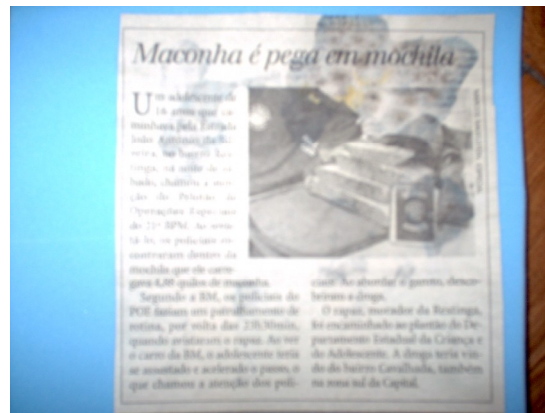 Maconha é pega em mochila
Um adolescente de
16 anos que ca-
minhava pela Estrada
João Antônio da Sil-
veira, no bairro Res-
tinga, na noite de sá-
bado, chamou a aten-
ção do Pelotão de
Operações Especiais
do 21º BPM. Ao revis-
tá-lo, os policiais en-
contraram dentro da
mochila que ele carre-
gava quilos de maconha.
Segundo a BM, os policiais do
POE faziam um patrulhamento de
rotina, por volta das 23h30min,
quando avistaram o rapaz. Ao ver
o carro da BM, o adolescente teria
se assustado e acelerado o passo, o
que chamou a atenção dos poli-
ciais. Ao abordar o garoto, desco-
briram a droga.
O rapaz, morador da Restinga,
foi encaminhado ao plantão do De-
partamento Estadual da Criança e
do Adolescente. A droga teria vin-
do do bairro Cavalhada, também
na zona sul da Capital.